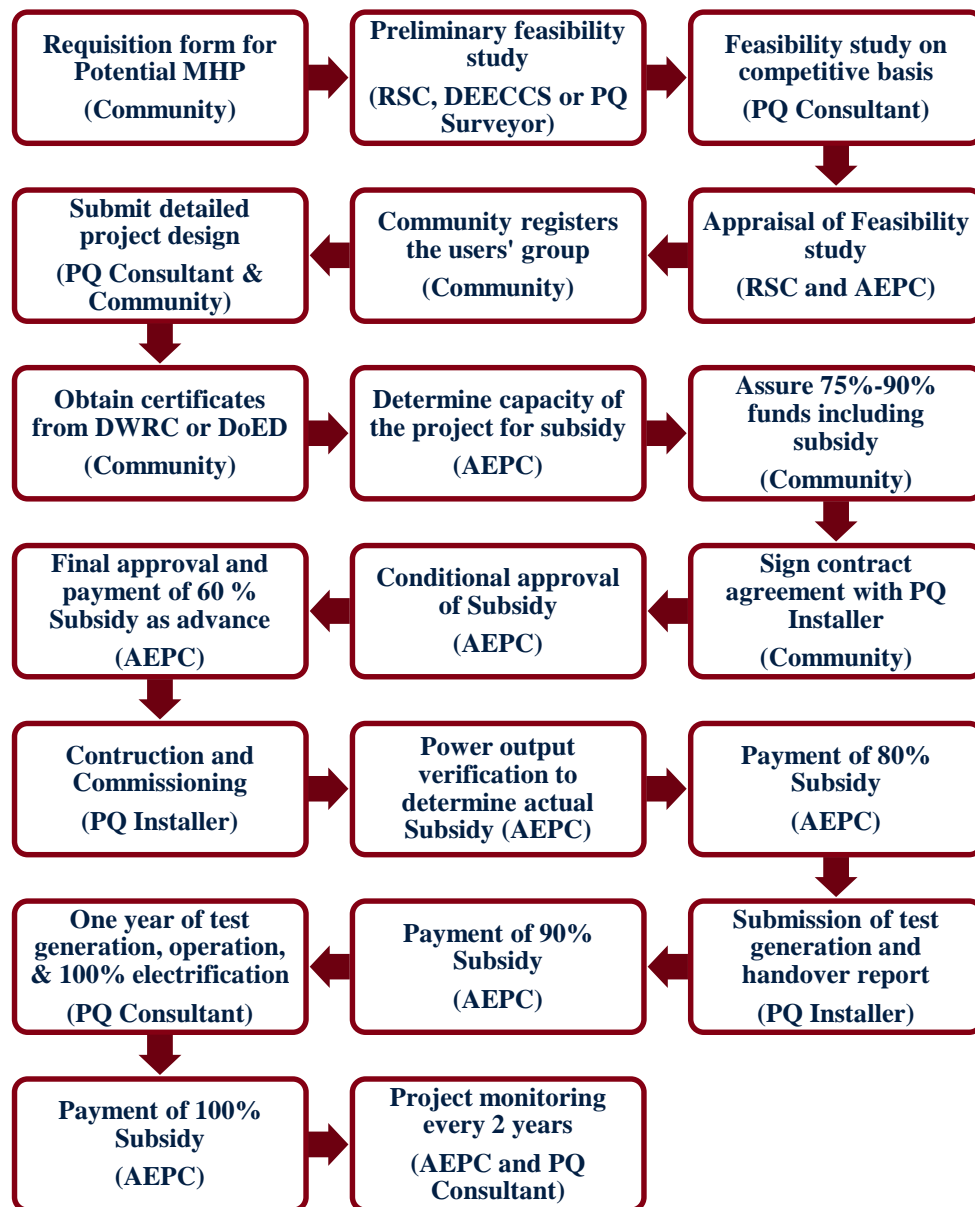 Requisition form for
Potential MHP
(Community)
Preliminary feasibility
study
(RSC, DEECCS or PQ
Surveyor)
Feasibility study on
competitive basis
(PQ Consultant)
Appraisal of Feasibility
study
(RSC and AEPC)
Community registers
the users' group
(Community)
Submit detailed
project design
(PQ Consultant &
Community)
Obtain certificates
from DWRC or DoED
(Community)
Determine capacity of
the project for subsidy
(AEPC)
Assure 75%-90%
funds including
subsidy
(Community)
Sign contract
agreement with PQ
Installer
(Community)
Conditional approval
of Subsidy
(AEPC)
Final approval and
payment of 60 %
Subsidy as advance
(AEPC)
Contruction and
Commissioning
(PQ Installer)
Power output
verification to
determine actual
Subsidy (AEPC)
Payment of 80%
Subsidy
(AEPC)
Submission of test
generation and
handover report
(PQ Installer)
Payment of 90%
Subsidy
(AEPC)
One year of test
generation, operation,
& 100% electrification
(PQ Consultant)
Payment of 100%
Subsidy
(AEPC)
Project monitoring
every 2 years
(AEPC and PQ
Consultant)